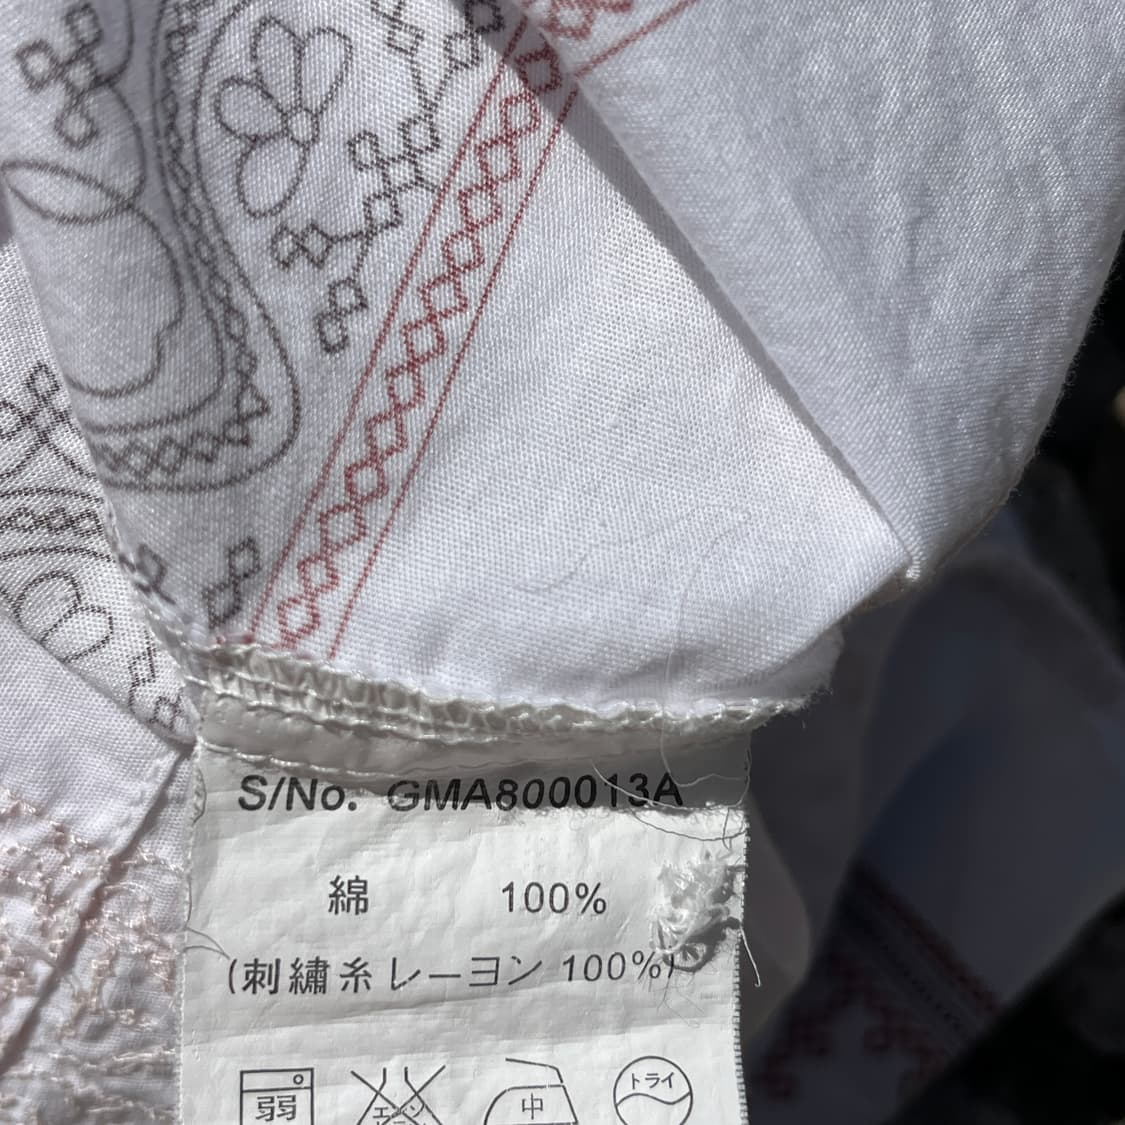 S/No. GMA800013A
綿 100%
(刺繍糸レーヨン 100%)
弱 中 ドライ